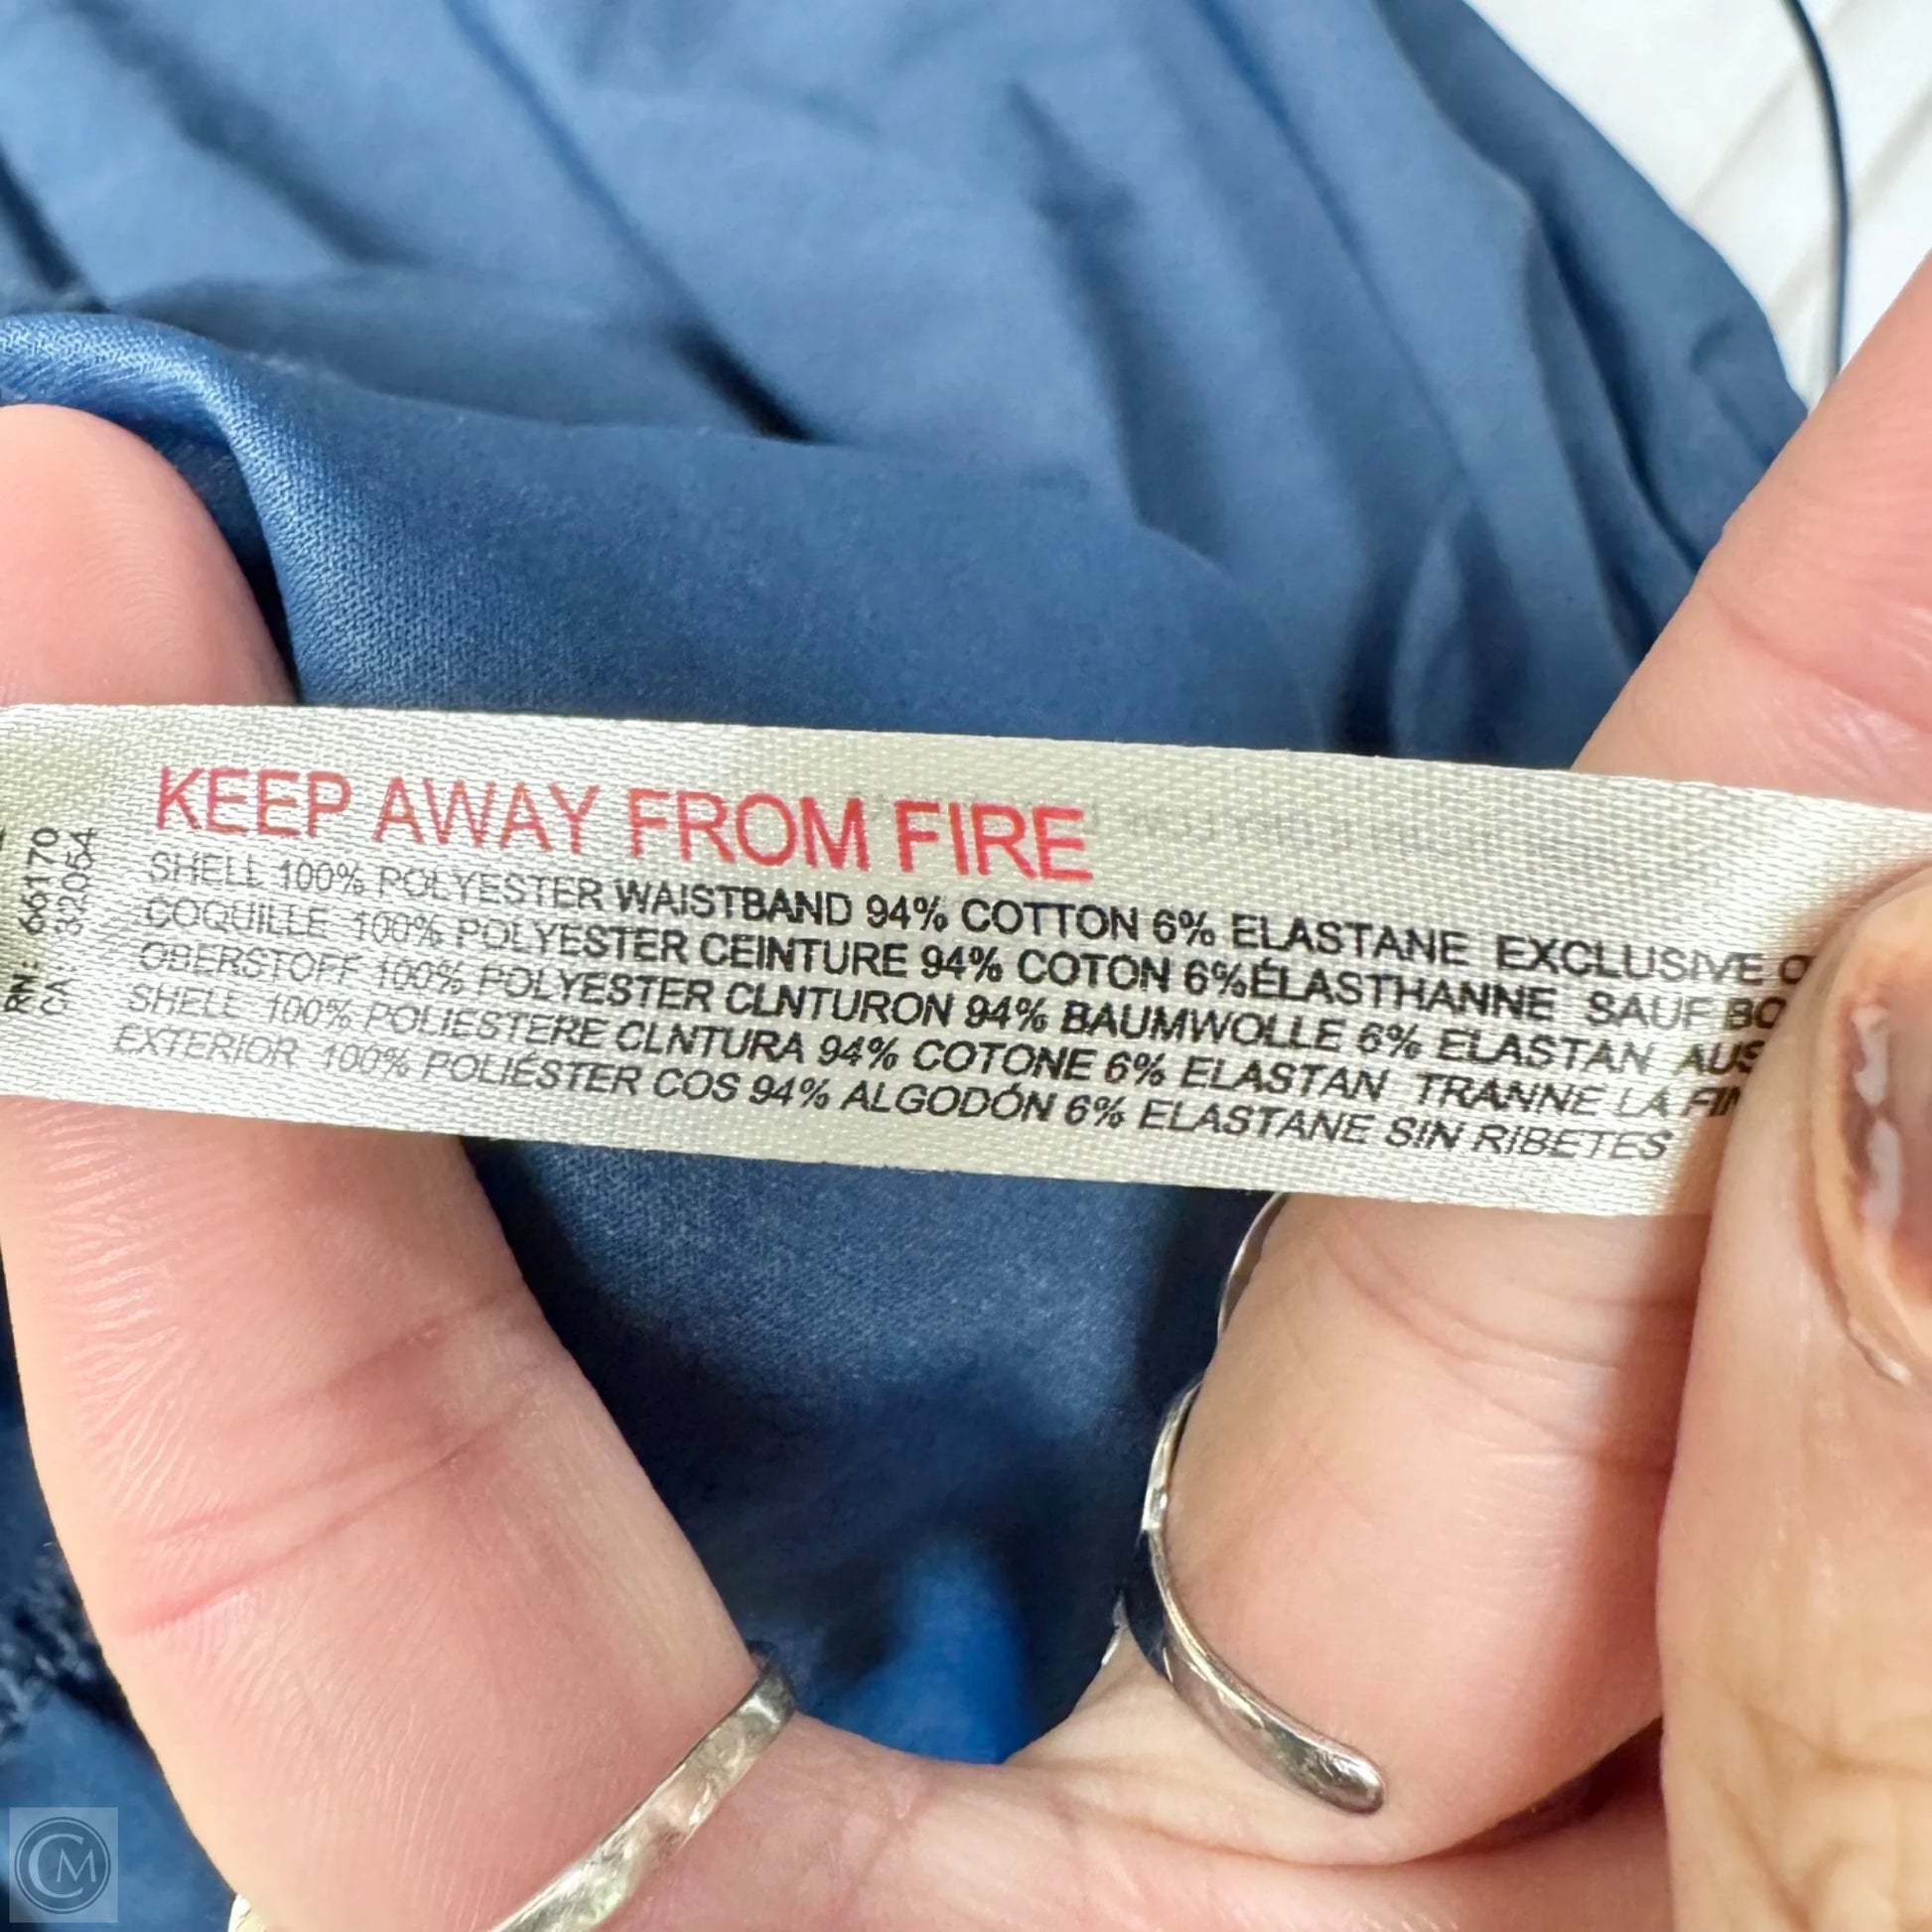 KEEP AWAY FROM FIRE
SHELL 100% POLYESTER WAISTBAND 94% COTTON 6% ELASTANE EXCLUSIVE
COQUILLE 100% POLYESTER CEINTURE 94% COTON 6%ÉLASTHANNE SAUF
OBERSTOFF 100% POLYESTER CLNTURON 94% BAUMWOLLE 6% ELASTAN
SHELL 100% POLIESTERE CLNTURA 94% COTONE 6% ELASTAN TRANNE LA
EXTERIOR 100% POLIÉSTER COS 94% ALGODÓN 6% ELASTANE SIN RIBETES
RN: 66170
CA: 32054
CM